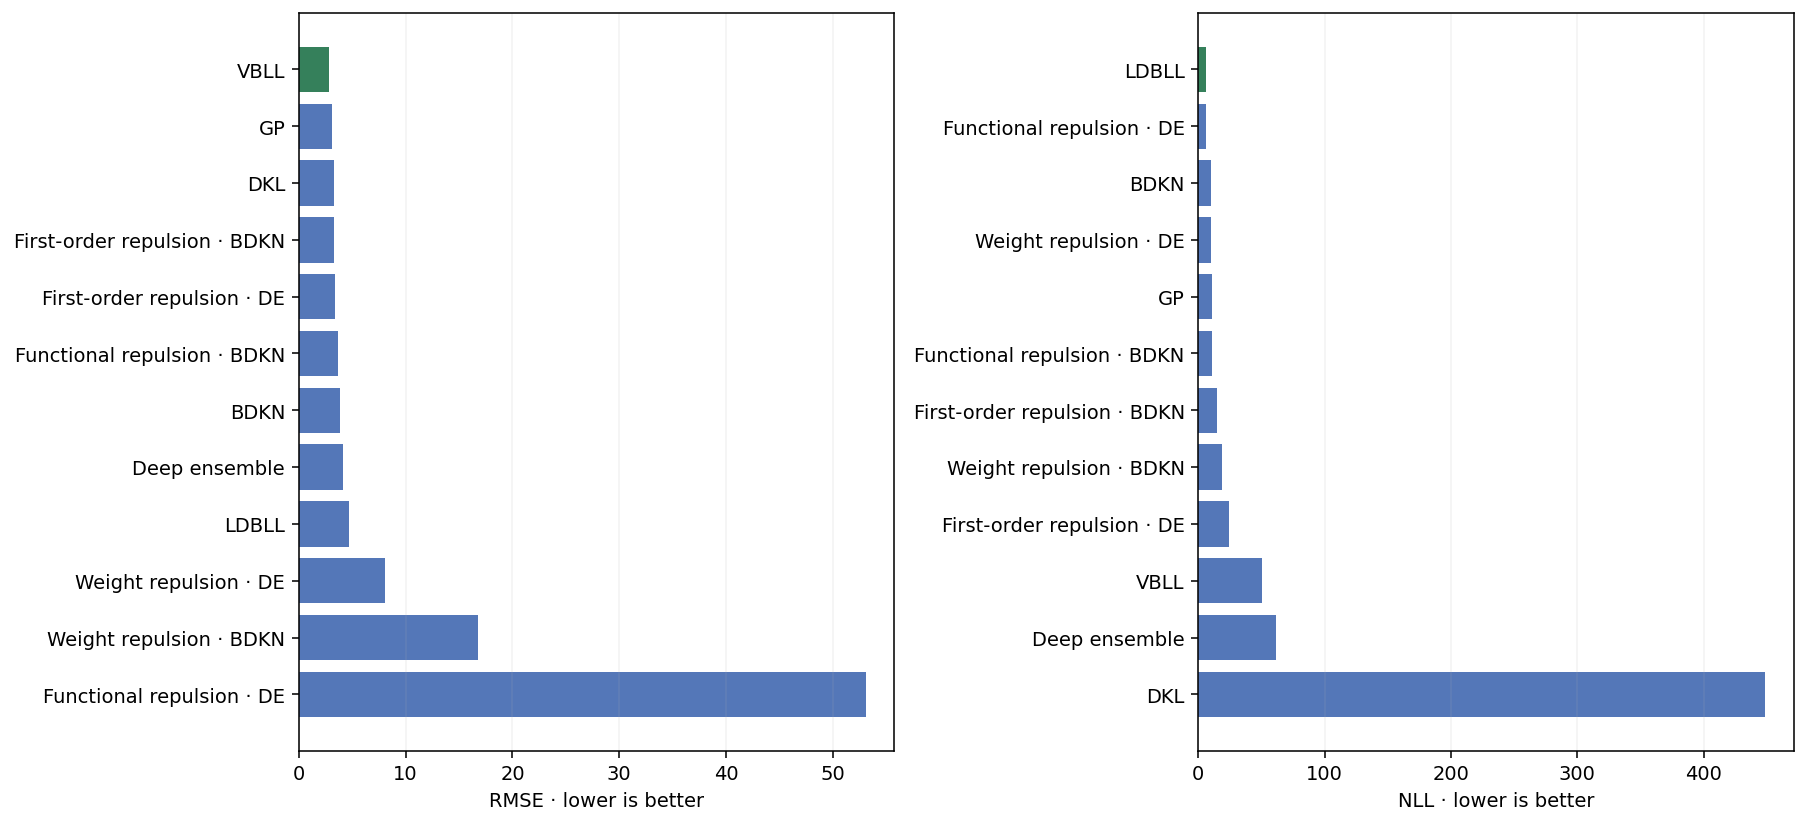 VBLL
GP
DKL
First-order repulsion · BDKN
First-order repulsion · DE
Functional repulsion · BDKN
BDKN
Deep ensemble
LDBLL
Weight repulsion · DE
Weight repulsion · BDKN
Functional repulsion · DE
0 10 20 30 40 50
RMSE · lower is better
LDBLL
Functional repulsion · DE
BDKN
Weight repulsion · DE
GP
Functional repulsion · BDKN
First-order repulsion · BDKN
Weight repulsion · BDKN
First-order repulsion · DE
VBLL
Deep ensemble
DKL
0 100 200 300 400
NLL · lower is better